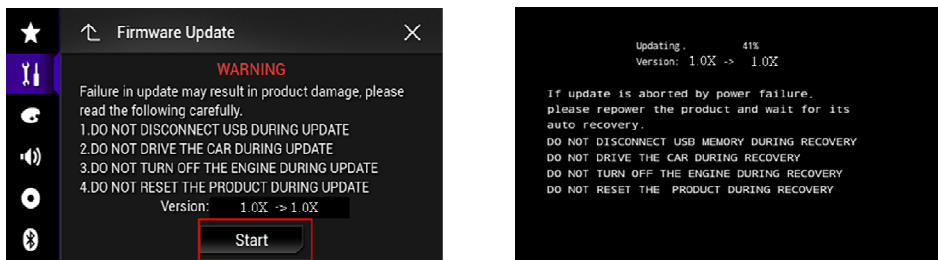 Firmware Update
WARNING
Failure in update may result in product damage, please
read the following carefully.
1.DO NOT DISCONNECT USB DURING UPDATE
2.DO NOT DRIVE THE CAR DURING UPDATE
3.DO NOT TURN OFF THE ENGINE DURING UPDATE
4.DO NOT RESET THE PRODUCT DURING UPDATE
Version: 1.0X ->1.0X
Start
Updating. 41%
Version: 1.0X -> 1.0X
If update is aborted by power failure,
please repower the product and wait for its
auto recovery.
DO NOT DISCONNECT USB MEMORY DURING RECOVERY
DO NOT DRIVE THE CAR DURING RECOVERY
DO NOT TURN OFF THE ENGINE DURING RECOVERY
DO NOT RESET THE PRODUCT DURING RECOVERY